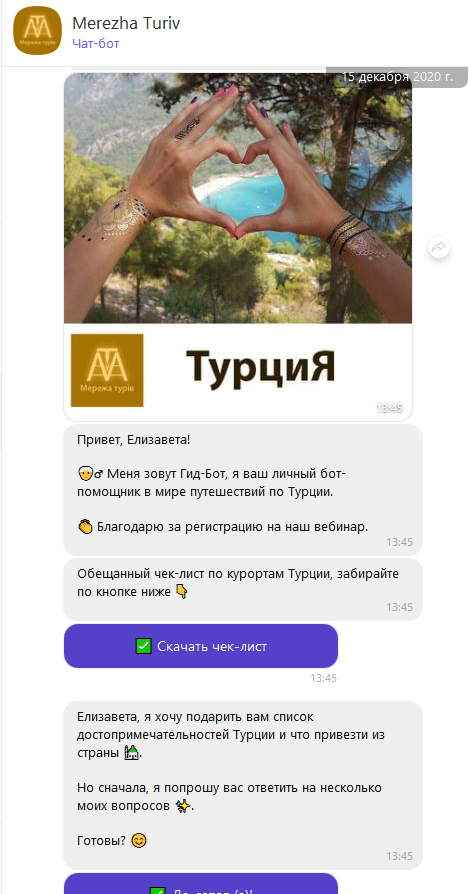 Merezha Turiv
Чат-бот
15 декабря 2020 г.
АТА
Мережа турів
ТурциЯ
13:45
Привет, Елизавета!
Меня зовут Гид-Бот, я ваш личный бот-
помощник в мире путешествий по Турции.
Благодарю за регистрацию на наш вебинар.
13:45
Обещанный чек-лист по курортам Турции, забирайте
по кнопке ниже 👇
13:45
✅ Скачать чек-лист
13:45
Елизавета, я хочу подарить вам список
достопримечательностей Турции и что привезти из
страны 🕌.
Но сначала, я попрошу вас ответить на несколько
моих вопросов ✨.
Готовы? 😊
13:45